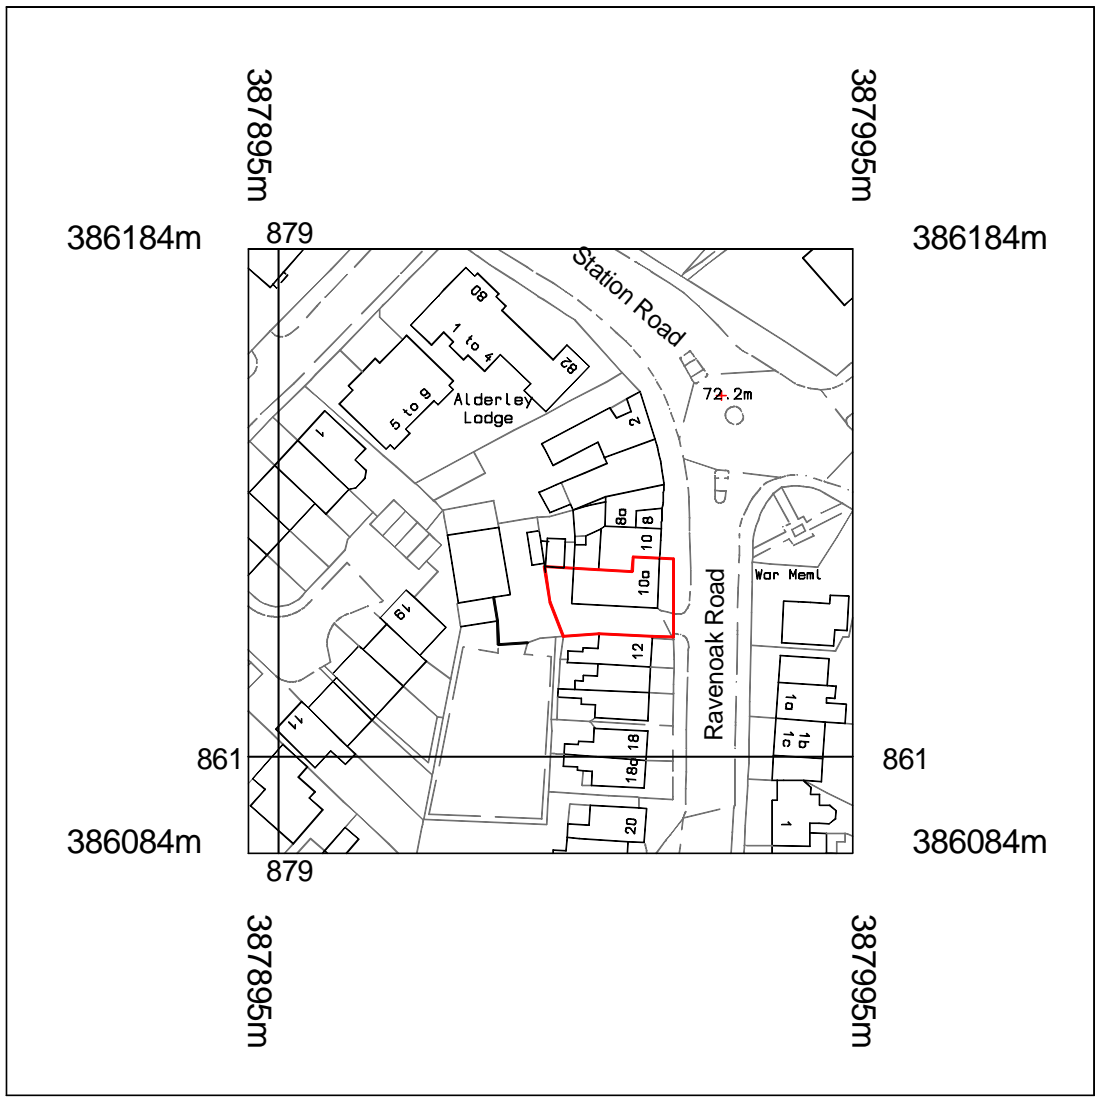 387895m
387995m
386184m
879
386184m
Station Road
80
1 to 4
82
72.2m
5 to 9
Alderley
Lodge
2
1
8a
8
10
War Meml
10a
19
Ravenoak Road
12
1a
11
18
1b
1c
861
861
18a
20
1
386084m
386084m
879
387895m
387995m